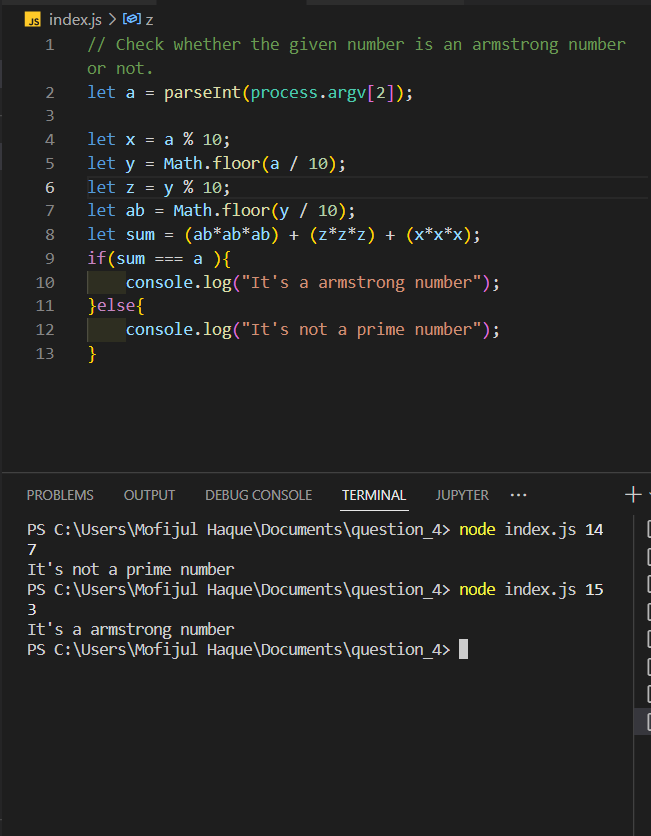 JS index.js > z
1 // Check whether the given number is an armstrong number
or not.
2 let a = parseInt(process.argv[2]);
3
4 let x = a % 10;
5 let y = Math.floor(a / 10);
6 let z = y % 10;
7 let ab = Math.floor(y / 10);
8 let sum = (ab*ab*ab) + (z*z*z) + (x*x*x);
9 if(sum === a ){
10     console.log("It's a armstrong number");
11 }else{
12     console.log("It's not a prime number");
13 }
PROBLEMS OUTPUT DEBUG CONSOLE TERMINAL JUPYTER ··· +
PS C:\Users\Mofijul Haque\Documents\question_4> node index.js 14
7
It's not a prime number
PS C:\Users\Mofijul Haque\Documents\question_4> node index.js 15
3
It's a armstrong number
PS C:\Users\Mofijul Haque\Documents\question_4>